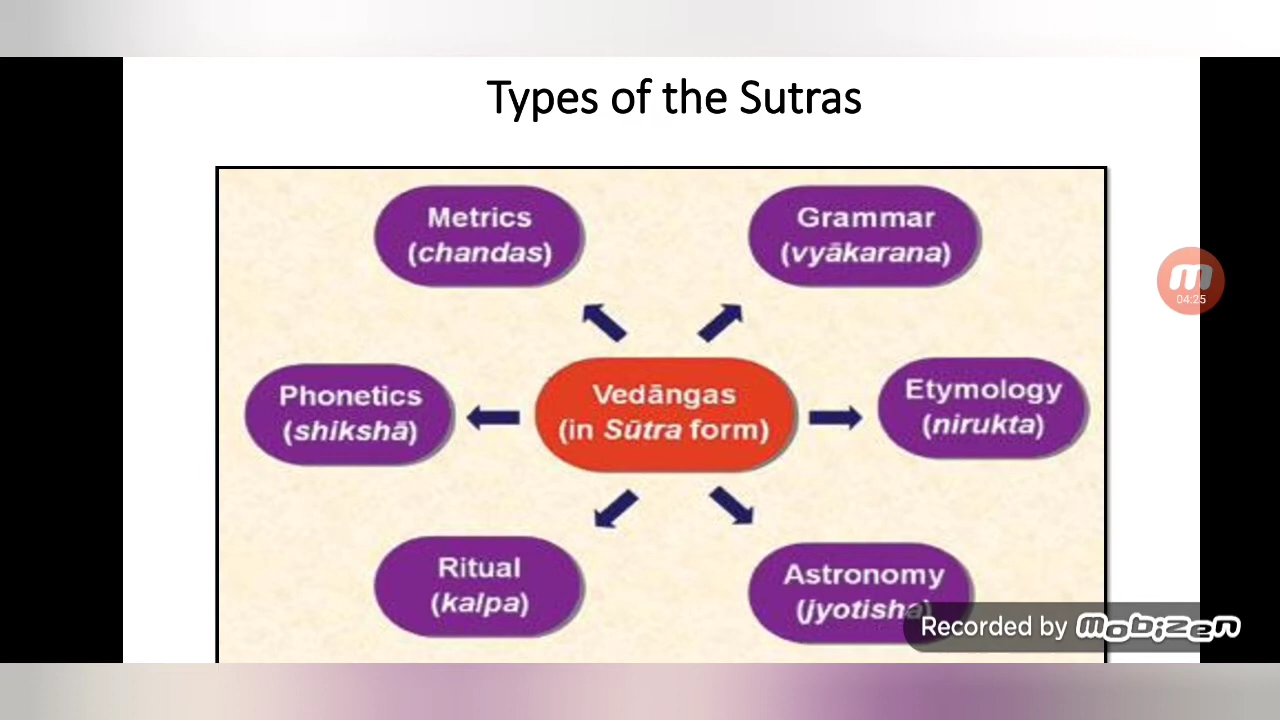 Types of the Sutras
Metrics
(chandas)
Grammar
(vyākarana)
04:25
Phonetics
(shikshā)
Vedāngas
(in Sūtra form)
Etymology
(nirukta)
Ritual
(kalpa)
Astronomy
(jyotisha)
Recorded by mobizen